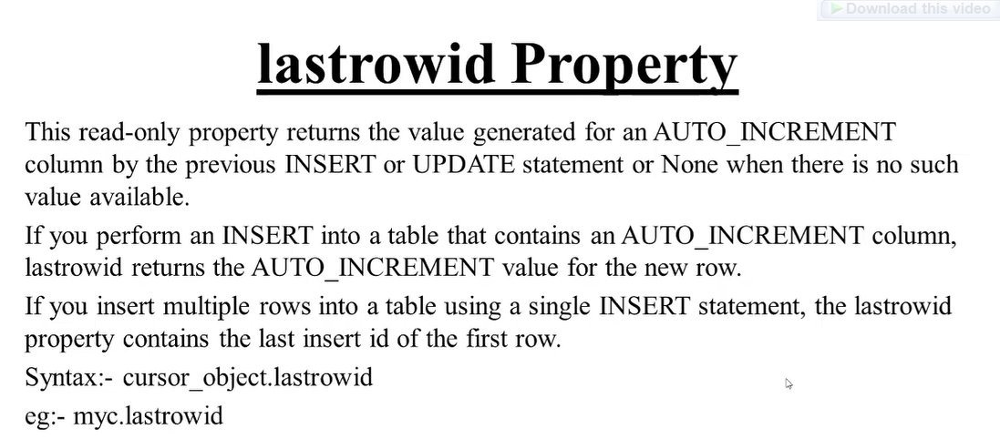 Download this video
lastrowid Property
This read-only property returns the value generated for an AUTO_INCREMENT
column by the previous INSERT or UPDATE statement or None when there is no such
value available.
If you perform an INSERT into a table that contains an AUTO_INCREMENT column,
lastrowid returns the AUTO_INCREMENT value for the new row.
If you insert multiple rows into a table using a single INSERT statement, the lastrowid
property contains the last insert id of the first row.
Syntax:- cursor_object.lastrowid
eg:- myc.lastrowid